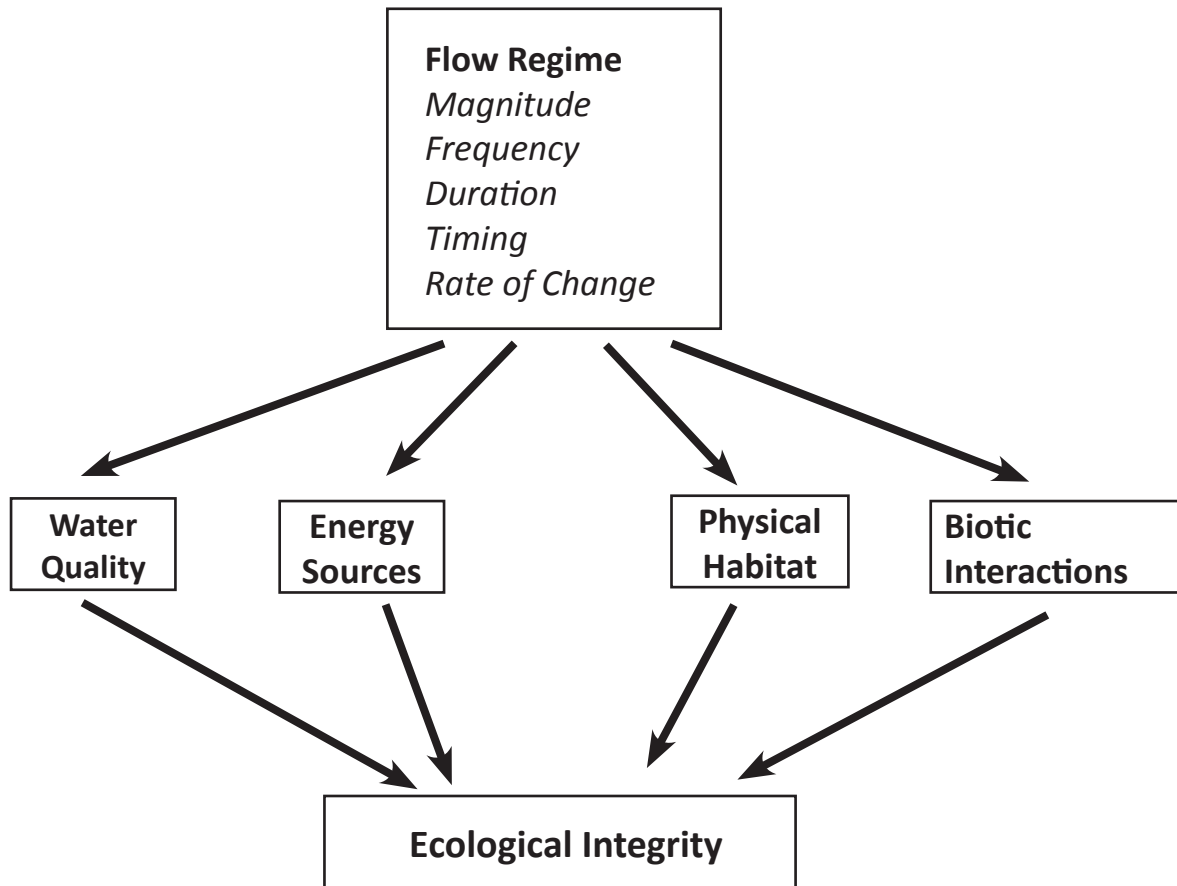 Flow Regime
Magnitude
Frequency
Duration
Timing
Rate of Change
Water
Quality
Energy
Sources
Physical
Habitat
Biotic
Interactions
Ecological Integrity